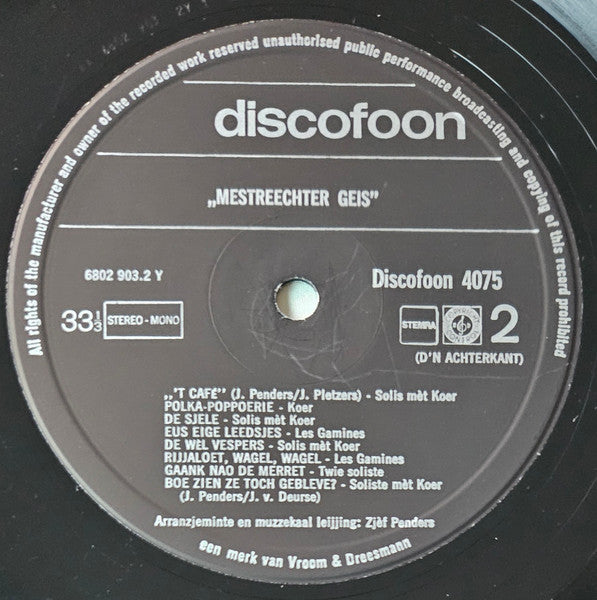 All rights of the manufacturer and owner of the recorded work reserved unauthorised public performance broadcasting and copying of this record prohibited
discofoon
„MESTREECHTER GEIS”
6802 903.2 Y
Discofoon 4075
33⅓ STEREO-MONO
STEMRA 2
(D'N ACHTERKANT)
„'T CAFÉ” (J. Penders/J. Pletzers) - Solis mèt Koer
POLKA-POPPOERIE - Koer
DE SJELE - Solis mèt Koer
EUS EIGE LEEDSJES - Les Gamines
DE WEL VESPERS - Solis mèt Koer
RIJJALOET, WAGEL, WAGEL - Les Gamines
GAANK NAO DE MERRET - Twie soliste
BOE ZIEN ZE TOCH GEBLEVE? - Soliste mèt Koer
(J. Penders/J. v. Deurse)
Arranzjeminte en muzzekaal leijjing: Zjèf Penders
een merk van Vroom & Dreesmann